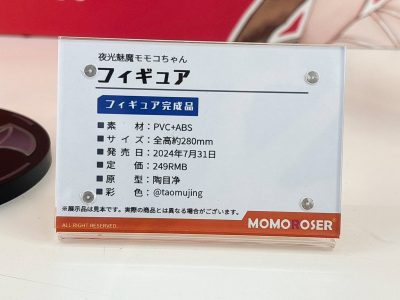 夜光魅魔モモコちゃん
フィギュア
フィギュア完成品
■素　材：PVC+ABS
■サイズ：全高約280mm
■発売日：2024年7月31日
■定　価：249RMB
■原　型：陶目净
■彩　色：@taomujing
※展示品は見本です。実際の商品とは異なる場合がございます。
ALL RIGHT RESERVED
MOMOROSER